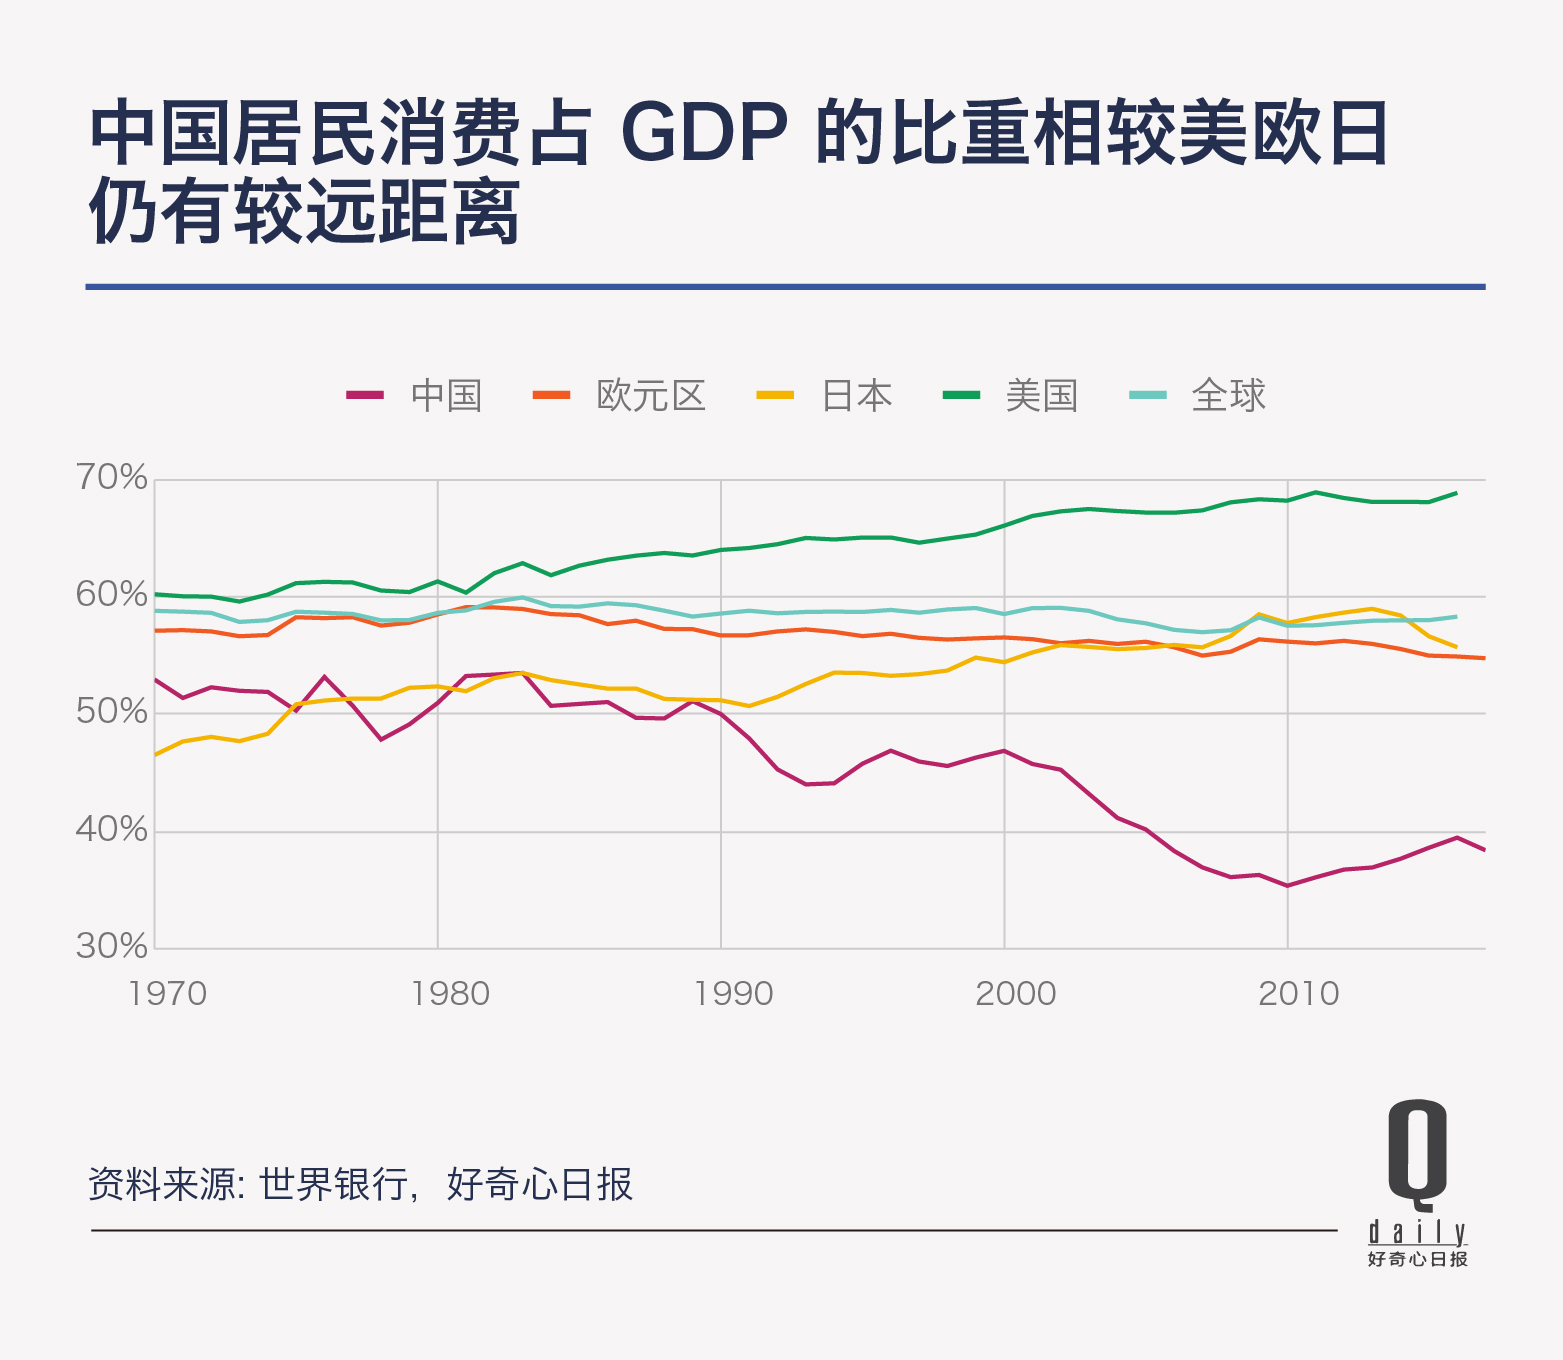 中国居民消费占 GDP 的比重相较美欧日
仍有较远距离
中国 欧元区 日本 美国 全球
70%
60%
50%
40%
30%
1970 1980 1990 2000 2010
资料来源: 世界银行，好奇心日报
Q
daily
好奇心日报